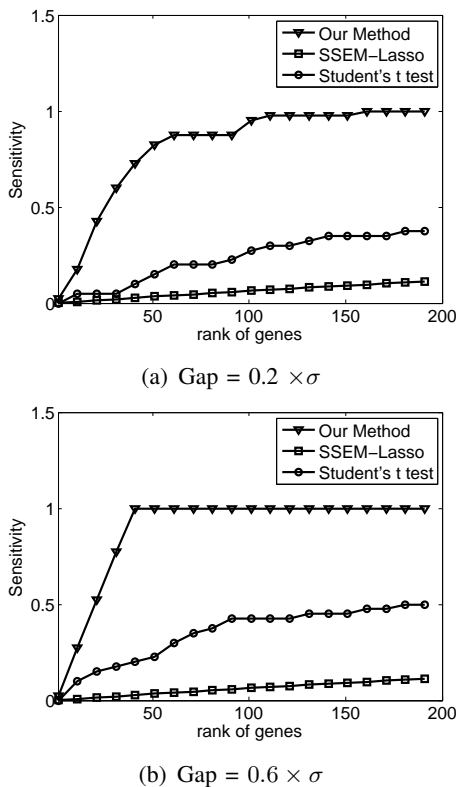 1.5
Our Method
SSEM−Lasso
Student's t test
1
Sensitivity
0.5
0
50
100
150
200
rank of genes
(a) Gap = 0.2 ×σ
1.5
Our Method
SSEM−Lasso
Student's t test
1
Sensitivity
0.5
0
50
100
150
200
rank of genes
(b) Gap = 0.6 × σ